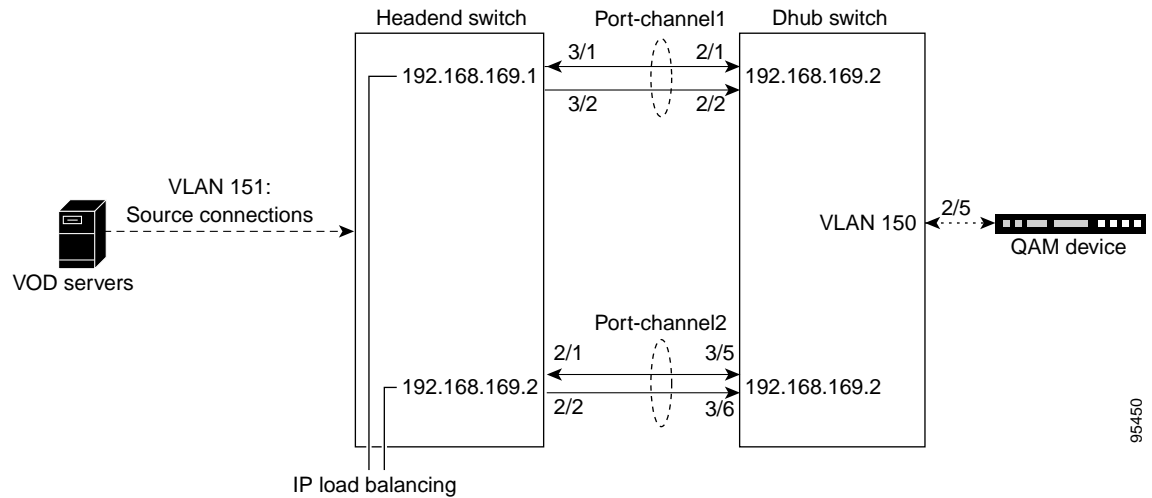 Headend switch
Port-channel1
Dhub switch
3/1
2/1
192.168.169.1
192.168.169.2
3/2
2/2
VLAN 151:
Source connections
VOD servers
VLAN 150
2/5
QAM device
Port-channel2
2/1
3/5
192.168.169.2
192.168.169.2
2/2
3/6
IP load balancing
95450